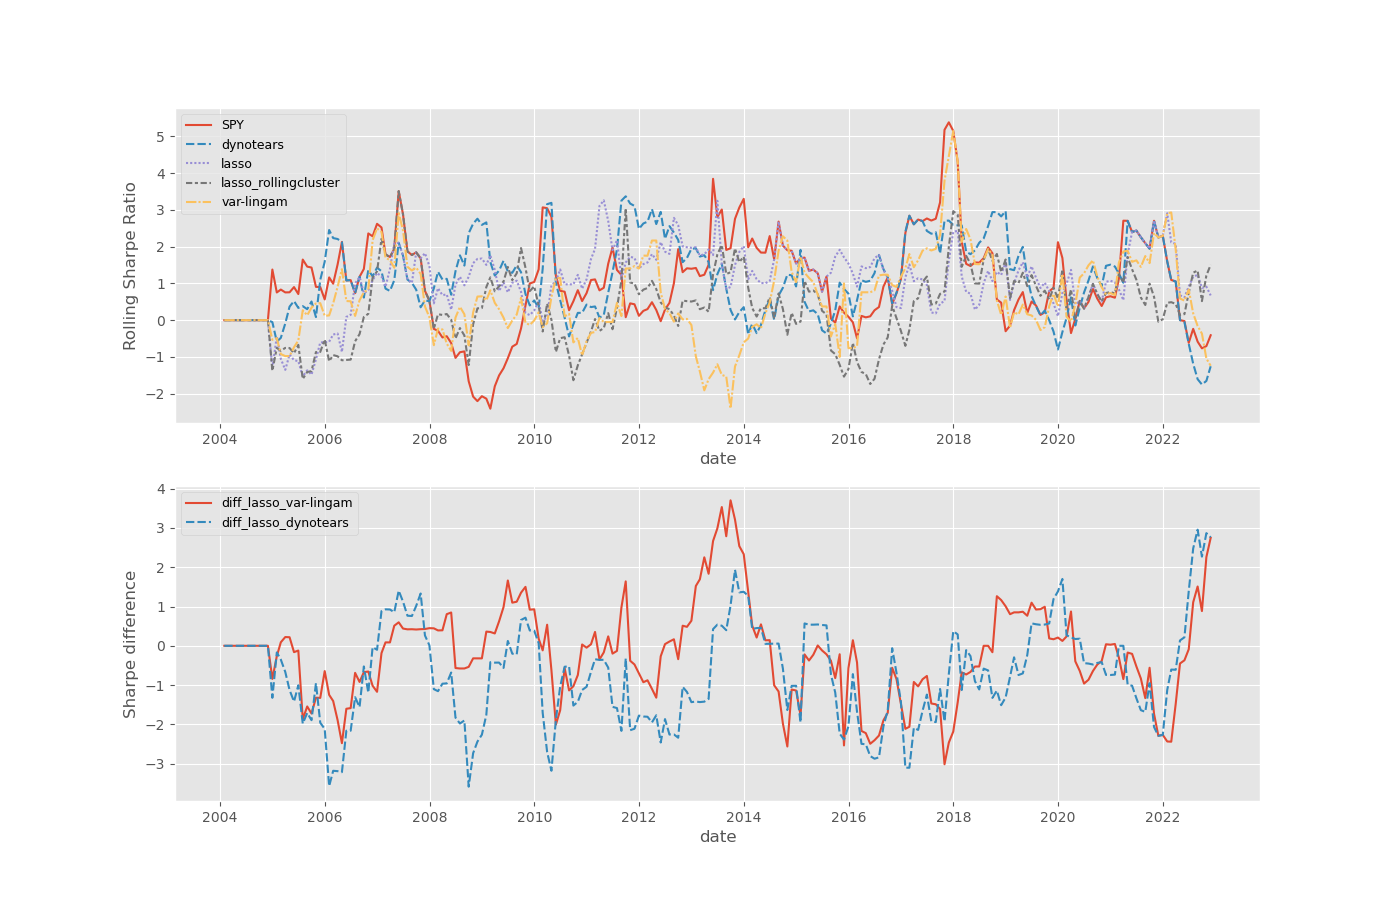 SPY
dynotears
lasso
lasso_rollingcluster
var-lingam
Rolling Sharpe Ratio
5
4
3
2
1
0
−1
−2
2004 2006 2008 2010 2012 2014 2016 2018 2020 2022
date
diff_lasso_var-lingam
diff_lasso_dynotears
Sharpe difference
4
3
2
1
0
−1
−2
−3
2004 2006 2008 2010 2012 2014 2016 2018 2020 2022
date